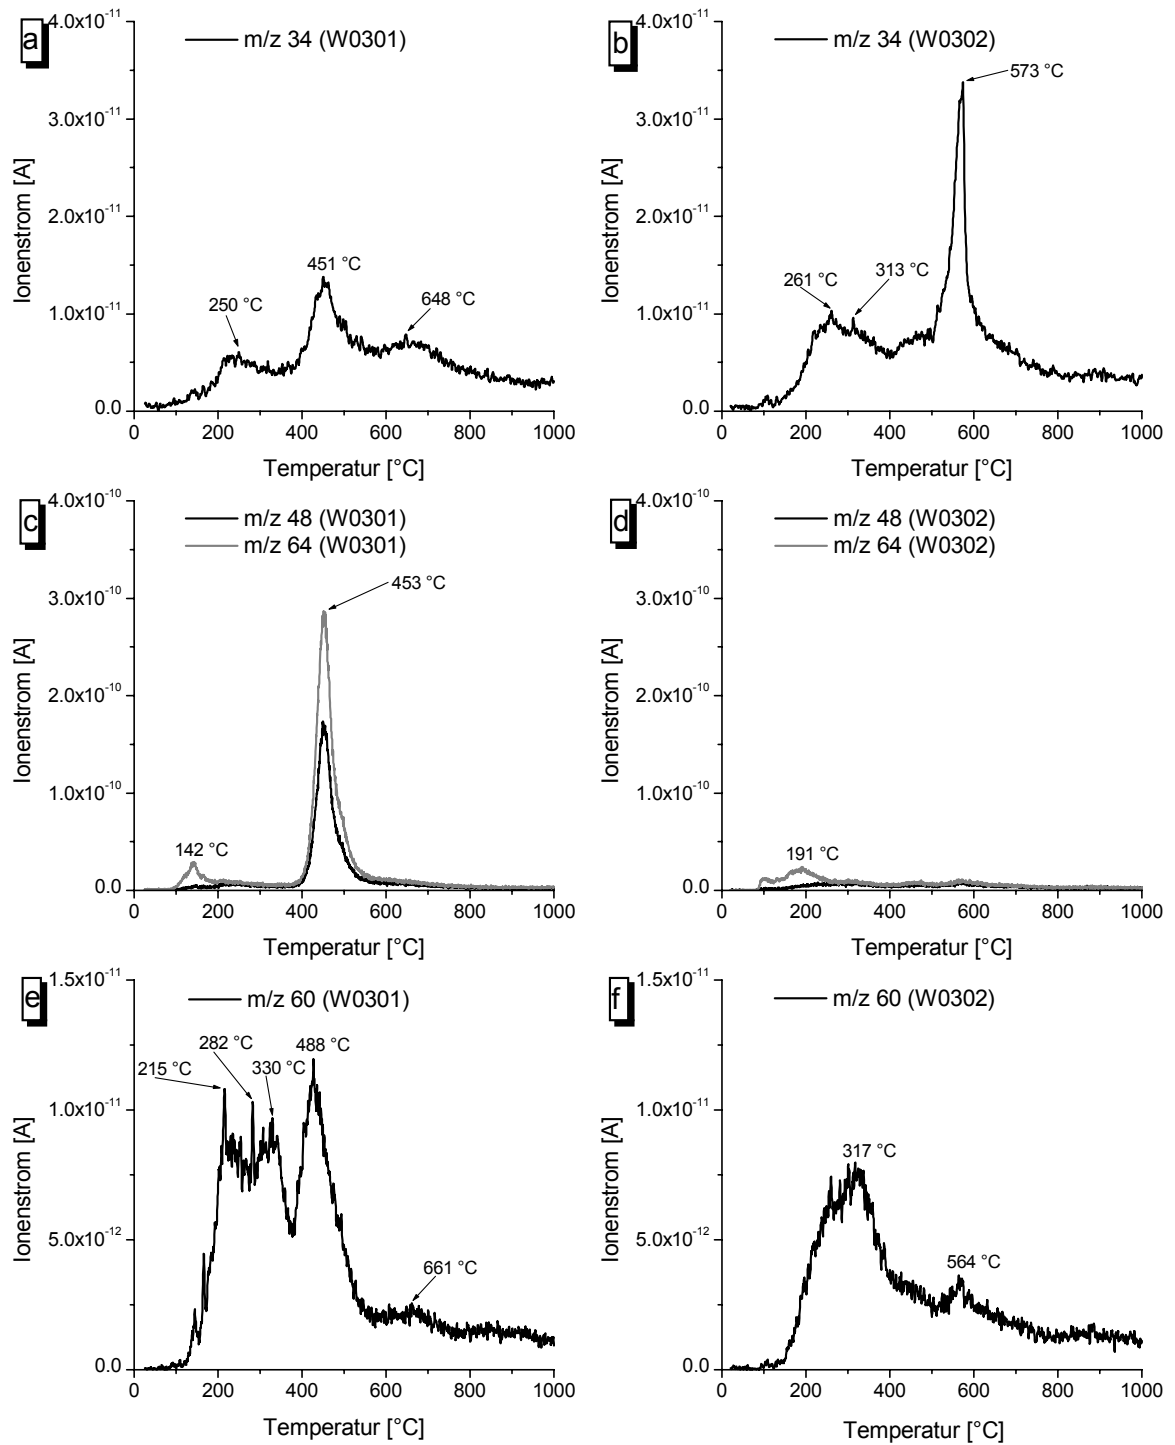 a
m/z 34 (W0301)
4.0x10-11
3.0x10-11
2.0x10-11
1.0x10-11
0.0
Ionenstrom [A]
250 °C
451 °C
648 °C
0 200 400 600 800 1000
Temperatur [°C]
b
m/z 34 (W0302)
4.0x10-11
3.0x10-11
2.0x10-11
1.0x10-11
0.0
Ionenstrom [A]
573 °C
261 °C
313 °C
0 200 400 600 800 1000
Temperatur [°C]
c
m/z 48 (W0301)
m/z 64 (W0301)
4.0x10-10
3.0x10-10
2.0x10-10
1.0x10-10
0.0
Ionenstrom [A]
453 °C
142 °C
0 200 400 600 800 1000
Temperatur [°C]
d
m/z 48 (W0302)
m/z 64 (W0302)
4.0x10-10
3.0x10-10
2.0x10-10
1.0x10-10
0.0
Ionenstrom [A]
191 °C
0 200 400 600 800 1000
Temperatur [°C]
e
m/z 60 (W0301)
1.5x10-11
1.0x10-11
5.0x10-12
0.0
Ionenstrom [A]
215 °C
282 °C
330 °C
488 °C
661 °C
0 200 400 600 800 1000
Temperatur [°C]
f
m/z 60 (W0302)
1.5x10-11
1.0x10-11
5.0x10-12
0.0
Ionenstrom [A]
317 °C
564 °C
0 200 400 600 800 1000
Temperatur [°C]